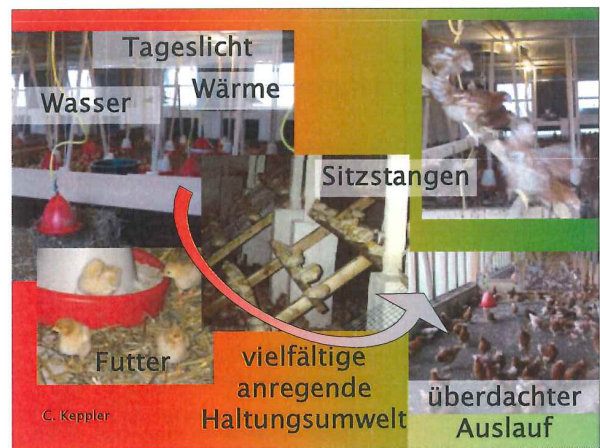 Tageslicht
Wasser
Wärme
Sitzstangen
Futter
vielfältige
anregende
Haltungsumwelt
überdachter
Auslauf
C. Keppler